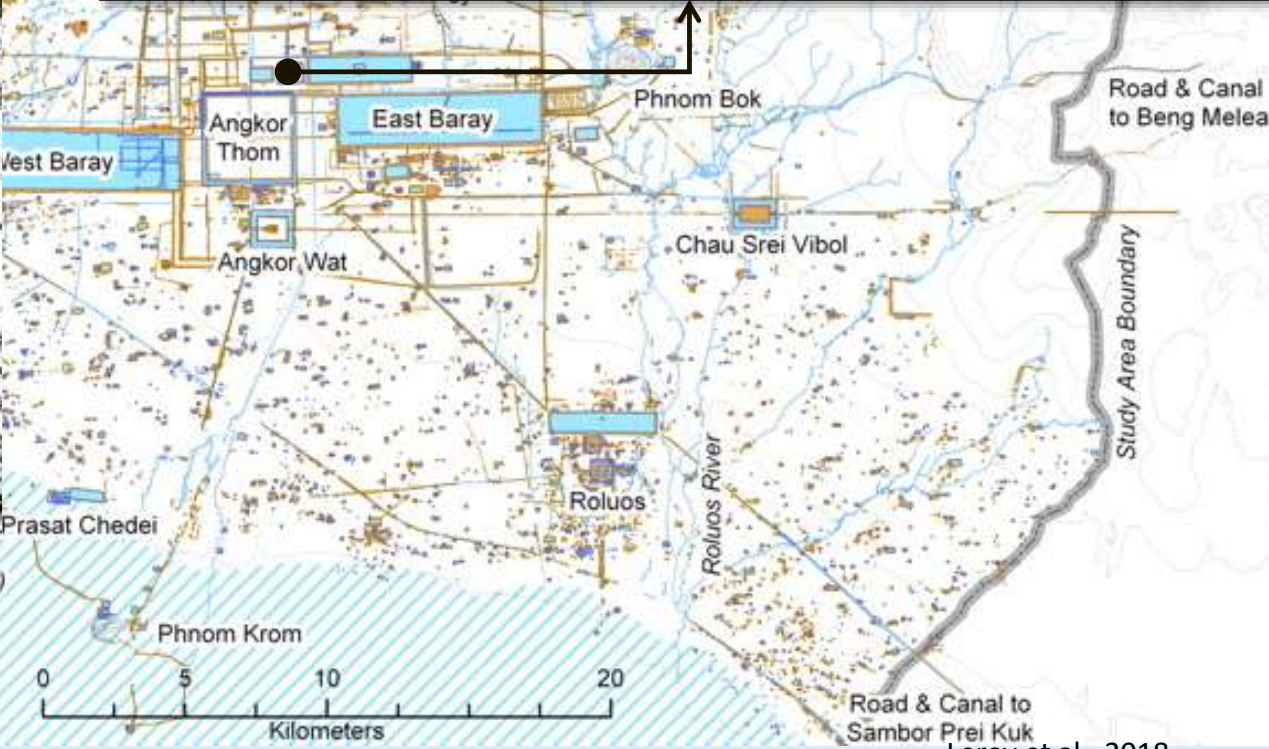 Phnom Bok
Road & Canal
to Beng Melea
Angkor
Thom
East Baray
West Baray
Angkor Wat
Chau Srei Vibol
Study Area Boundary
Roluos
Roluos River
Prasat Chedei
Phnom Krom
0 5 10 20
Kilometers
Road & Canal to
Sambor Prei Kuk
2018